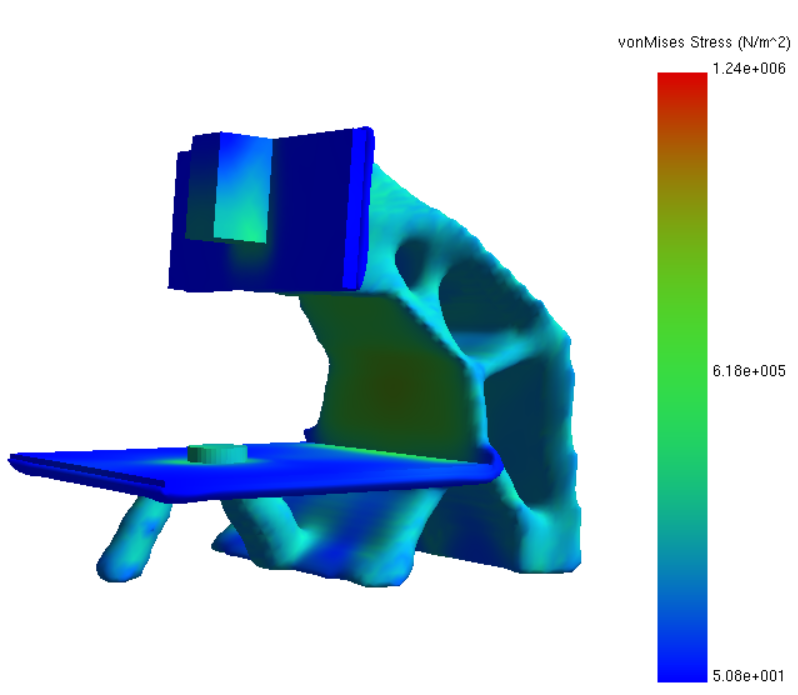 vonMises Stress (N/m^2)
1.24e+006
6.18e+005
5.08e+001